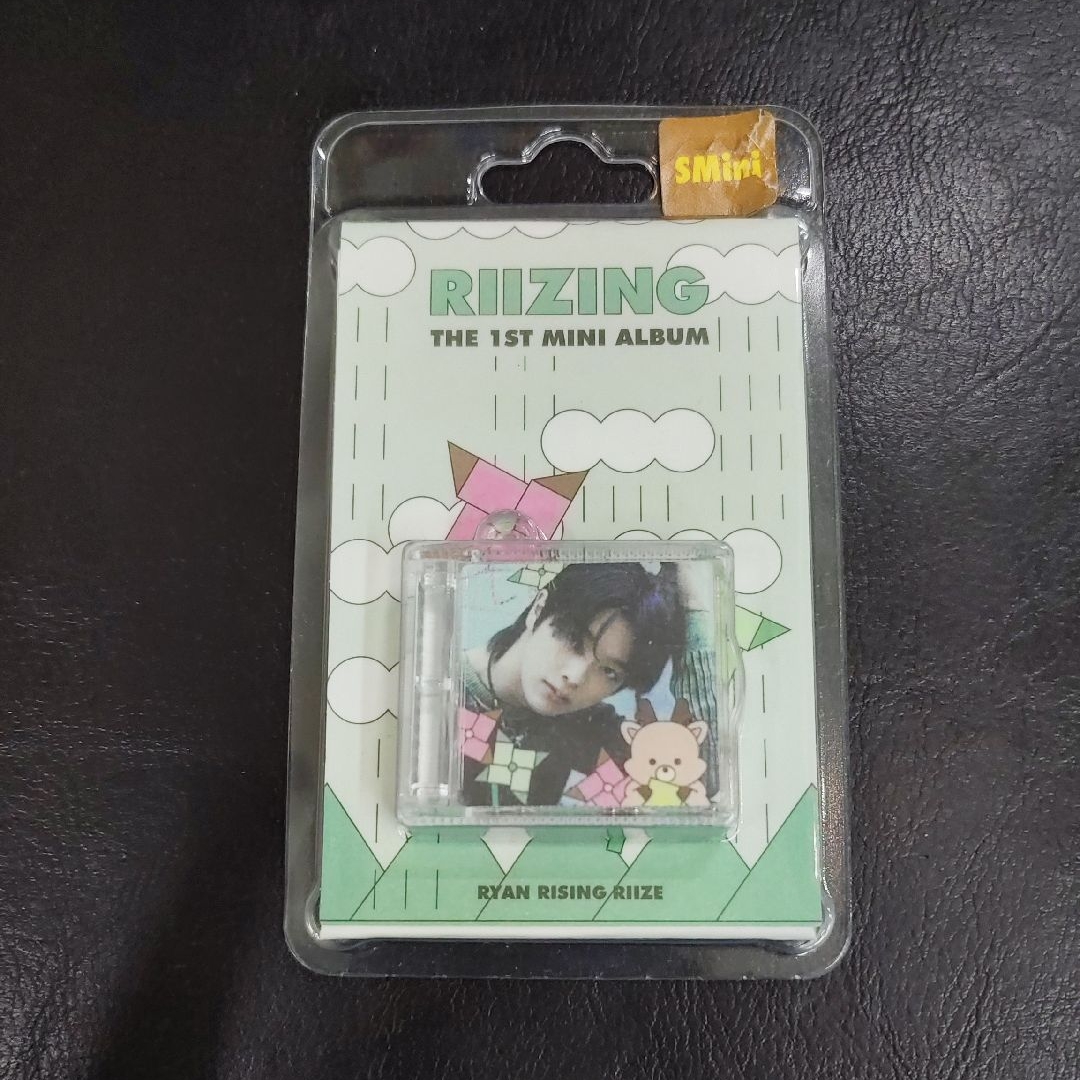 SMini
RIIZING
THE 1ST MINI ALBUM
RYAN RISING RIIZE